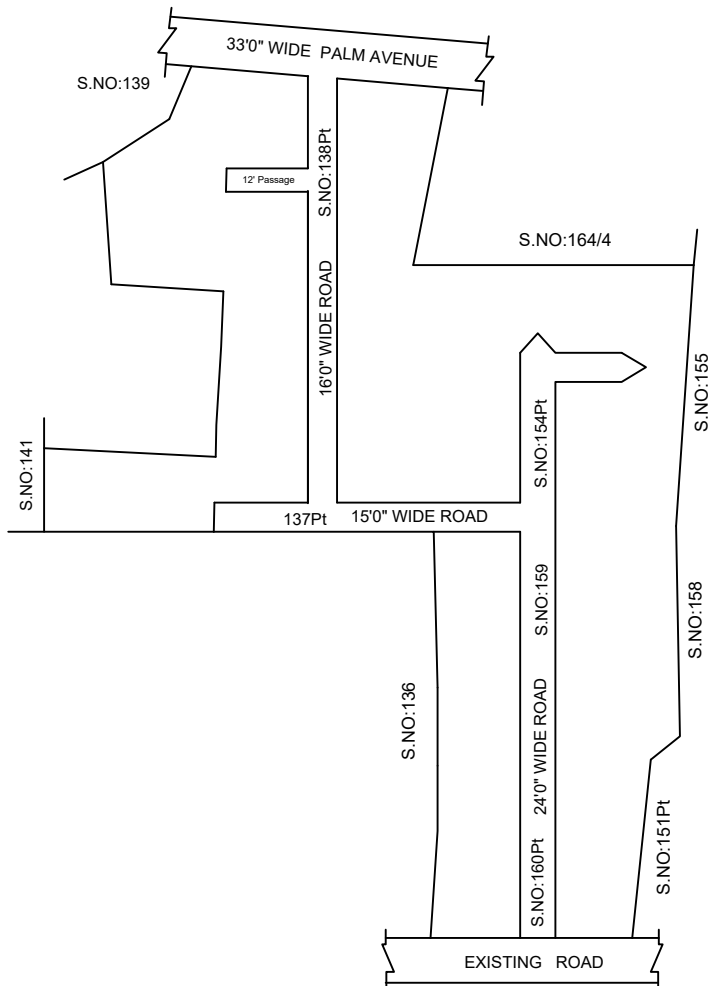 33'0" WIDE PALM AVENUE
S.NO:139
S.NO:138Pt
12' Passage
S.NO:164/4
16'0" WIDE ROAD
S.NO:155
S.NO:154Pt
S.NO:141
137Pt
15'0" WIDE ROAD
S.NO:159
S.NO:158
S.NO:136
24'0" WIDE ROAD
S.NO:151Pt
S.NO:160Pt
EXISTING ROAD